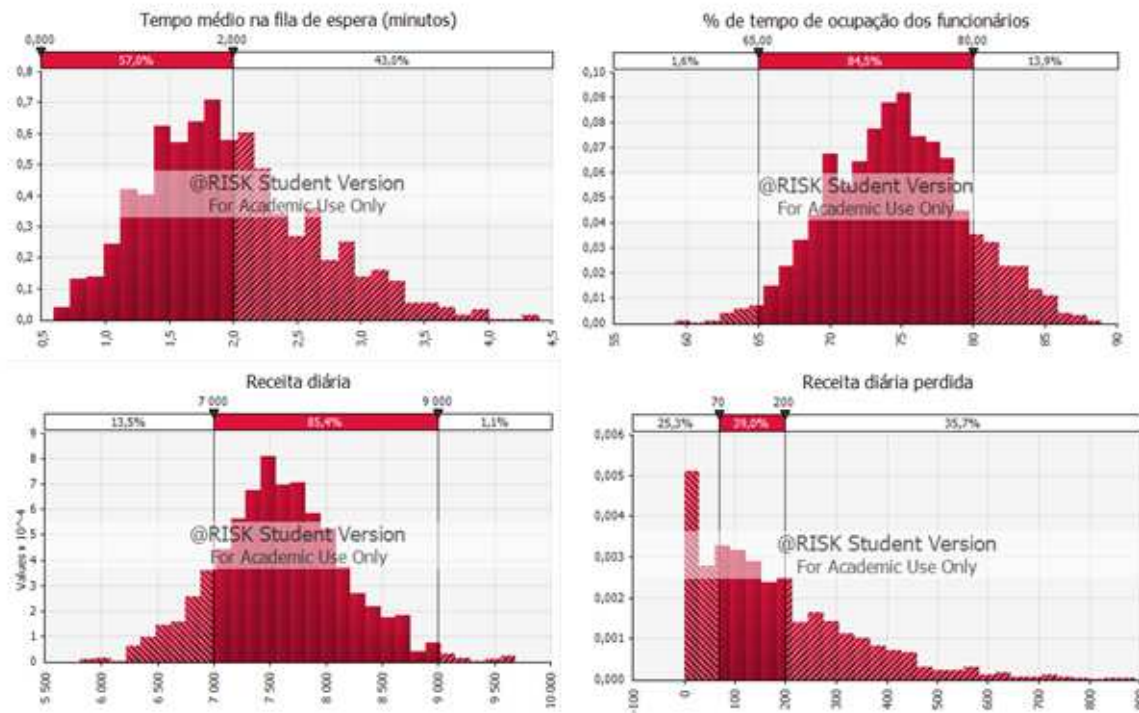 Tempo médio na fila de espera (minutos)
0,000 2,000
57,0% 43,0%
0,8
0,7
0,6
0,5
0,4
0,3
0,2
0,1
0,0
@RISK Student Version
For Academic Use Only
0,5 1,0 1,5 2,0 2,5 3,0 3,5 4,0 4,5
% de tempo de ocupação dos funcionários
65,00 80,00
1,6% 84,5% 13,9%
0,10
0,09
0,08
0,07
0,06
0,05
0,04
0,03
0,02
0,01
0,00
@RISK Student Version
For Academic Use Only
55 60 65 70 75 80 85 90
Receita diária
7 000 9 000
13,5% 85,4% 1,1%
9
8
7
6
5
4
3
2
1
0
Values x 10^-4
@RISK Student Version
For Academic Use Only
5 500 6 000 6 500 7 000 7 500 8 000 8 500 9 000 9 500 10 000
Receita diária perdida
70 200
25,3% 39,0% 35,7%
0,006
0,005
0,004
0,003
0,002
0,001
0,000
@RISK Student Version
For Academic Use Only
-100 0 100 200 300 400 500 600 700 800